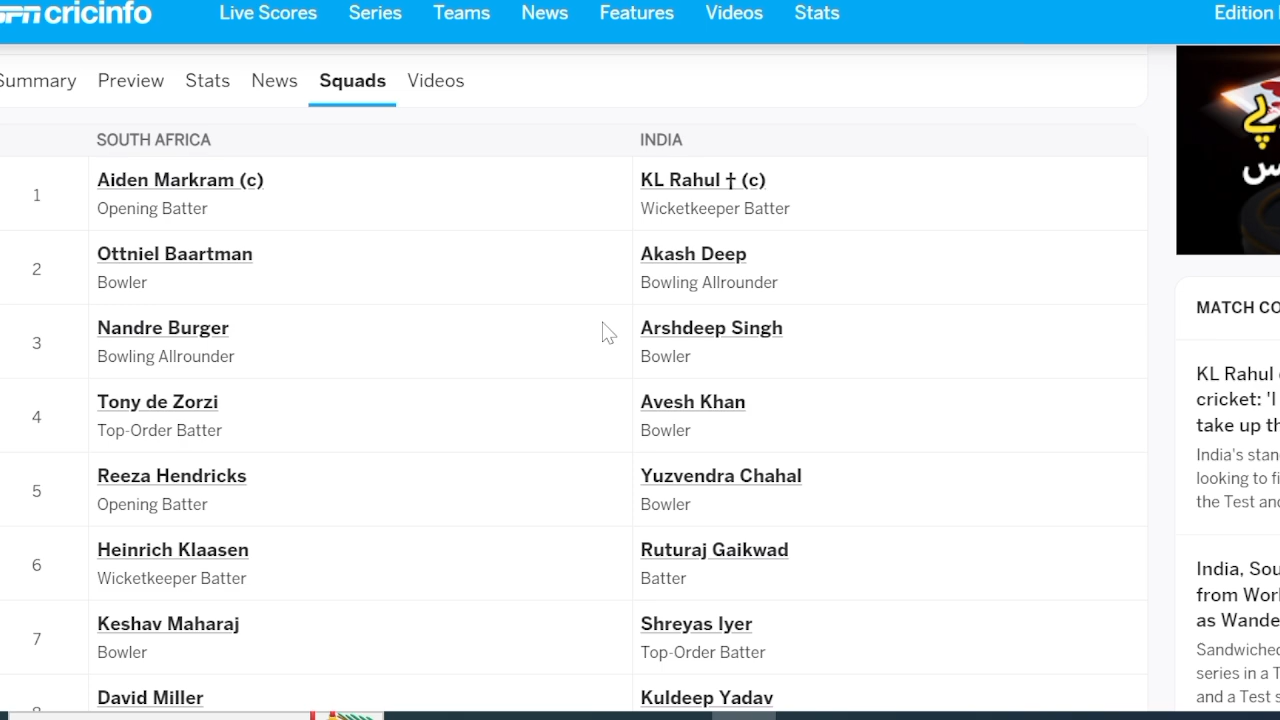 ESPN cricinfo Live Scores Series Teams News Features Videos Stats Edition
Summary Preview Stats News Squads Videos
SOUTH AFRICA INDIA
1 Aiden Markram (c) KL Rahul † (c)
Opening Batter Wicketkeeper Batter
2 Ottniel Baartman Akash Deep
Bowler Bowling Allrounder
3 Nandre Burger Arshdeep Singh
Bowling Allrounder Bowler
4 Tony de Zorzi Avesh Khan
Top-Order Batter Bowler
5 Reeza Hendricks Yuzvendra Chahal
Opening Batter Bowler
6 Heinrich Klaasen Ruturaj Gaikwad
Wicketkeeper Batter Batter
7 Keshav Maharaj Shreyas Iyer
Bowler Top-Order Batter
David Miller Kuldeep Yadav
MATCH CO
KL Rahul
cricket: 'I
take up th
India's stan
looking to fi
the Test and
India, Sou
from Worl
as Wande
Sandwiched
series in a T
and a Test s